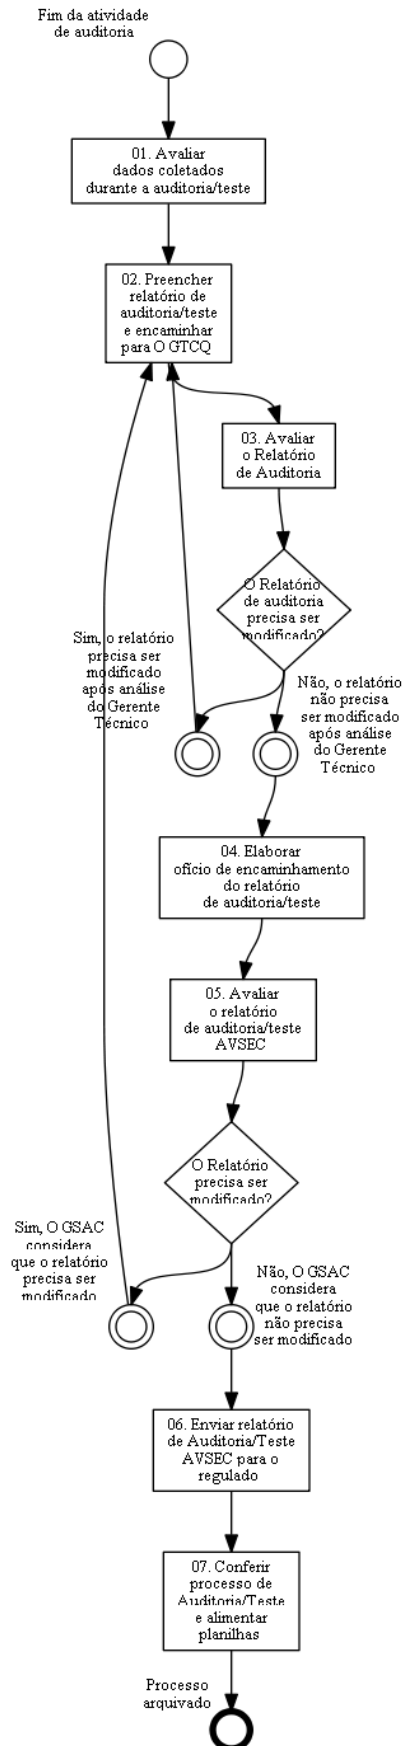 Fim da atividade
de auditoria
01. Avaliar
dados coletados
durante a auditoria/teste
02. Preencher
relatório de
auditoria/teste
e encaminhar
para O GTCQ
03. Avaliar
o Relatório
de Auditoria
O Relatório
de auditoria
precisa ser
modificado?
Sim, o relatório
precisa ser
modificado
após análise
do Gerente
Técnico
Não, o relatório
não precisa
ser modificado
após análise
do Gerente
Técnico
04. Elaborar
ofício de encaminhamento
do relatório
de auditoria/teste
05. Avaliar
o relatório
de auditoria/teste
AVSEC
O Relatório
precisa ser
modificado?
Sim, O GSAC
considera
que o relatório
precisa ser
modificado
Não, O GSAC
considera
que o relatório
não precisa
ser modificado
06. Enviar relatório
de Auditoria/Teste
AVSEC para o
regulado
07. Conferir
processo de
Auditoria/Teste
e alimentar
planilhas
Processo
arquivado